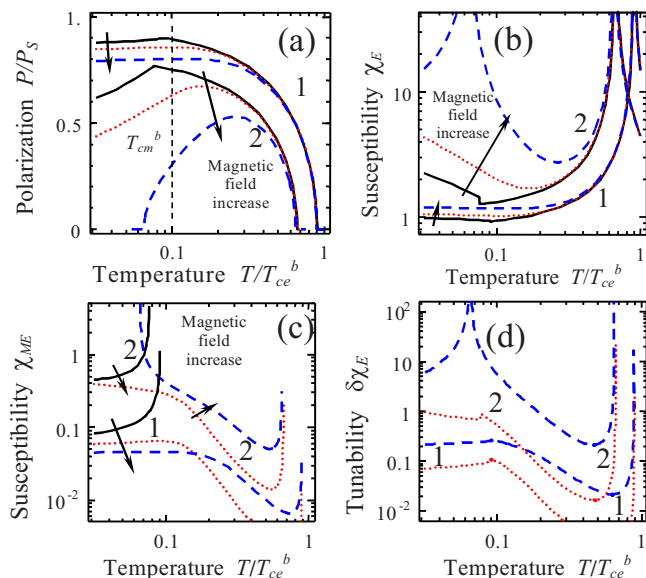 (a)
Polarization P/P_S
1
0.5
0
T_cm^b
1
2
Magnetic
field
increase
0.1
1
Temperature T/T_ce^b
(b)
Susceptibility χ_E
10
1
Magnetic
field
increase
2
1
0.1
1
Temperature T/T_ce^b
(c)
Susceptibility χ_ME
1
0.1
10^-2
Magnetic
field
increase
2
1
2
0.1
1
Temperature T/T_ce^b
(d)
Tunability δχ_E
10^2
10
1
0.1
10^-2
2
1
2
1
0.1
1
Temperature T/T_ce^b